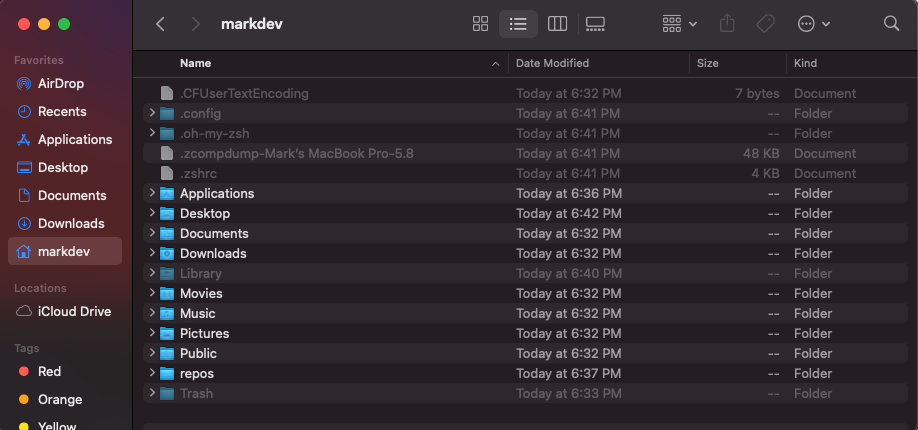 markdev
Favorites
AirDrop
Recents
Applications
Desktop
Documents
Downloads
markdev
Locations
iCloud Drive
Tags
Red
Orange
Yellow
Name Date Modified Size Kind
.CFUserTextEncoding Today at 6:32 PM 7 bytes Document
.config Today at 6:41 PM -- Folder
.oh-my-zsh Today at 6:41 PM -- Folder
.zcompdump-Mark's MacBook Pro-5.8 Today at 6:41 PM 48 KB Document
.zshrc Today at 6:41 PM 4 KB Document
Applications Today at 6:36 PM -- Folder
Desktop Today at 6:42 PM -- Folder
Documents Today at 6:32 PM -- Folder
Downloads Today at 6:32 PM -- Folder
Library Today at 6:40 PM -- Folder
Movies Today at 6:32 PM -- Folder
Music Today at 6:32 PM -- Folder
Pictures Today at 6:32 PM -- Folder
Public Today at 6:32 PM -- Folder
repos Today at 6:37 PM -- Folder
Trash Today at 6:33 PM -- Folder